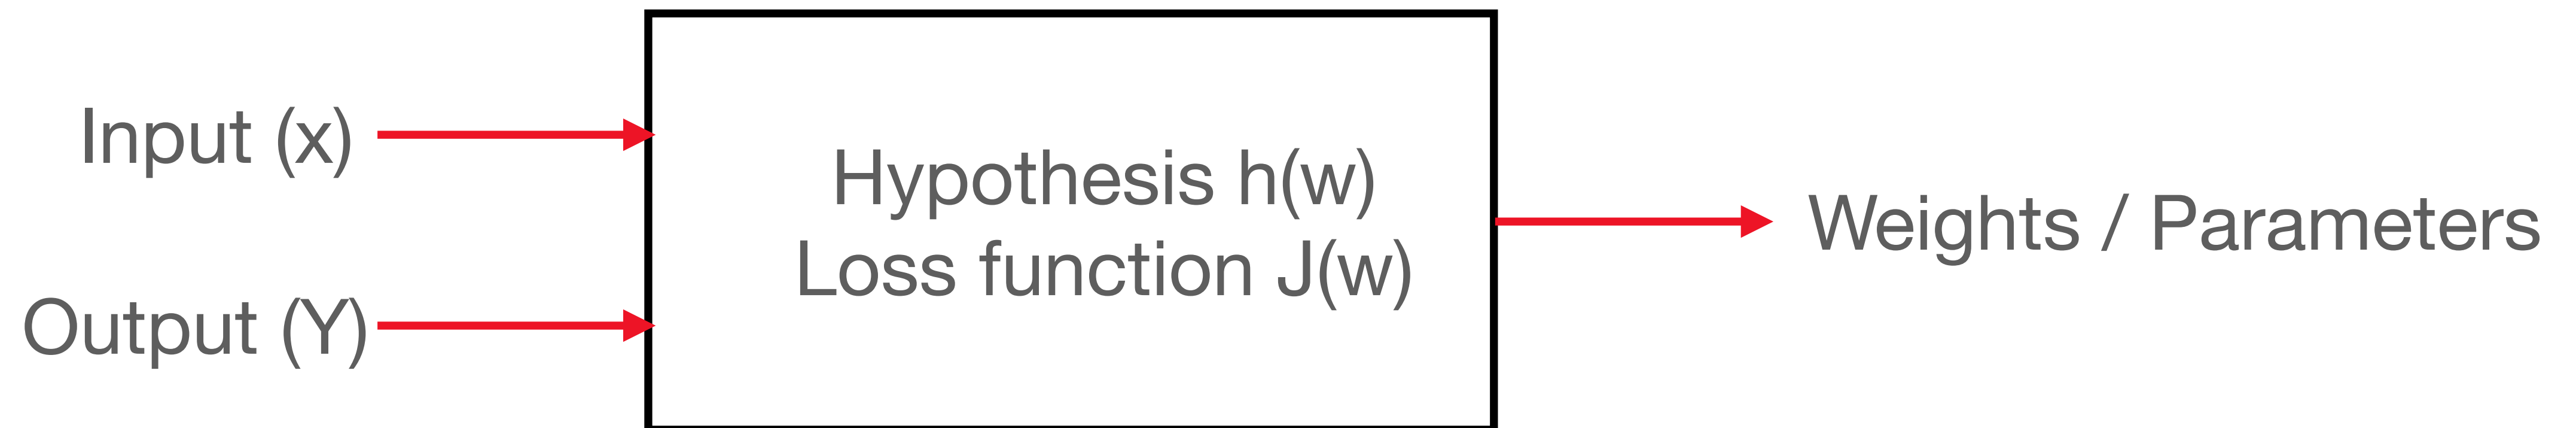 Input (x)
Output (Y)
Hypothesis h(w)
Loss function J(w)
Weights / Parameters